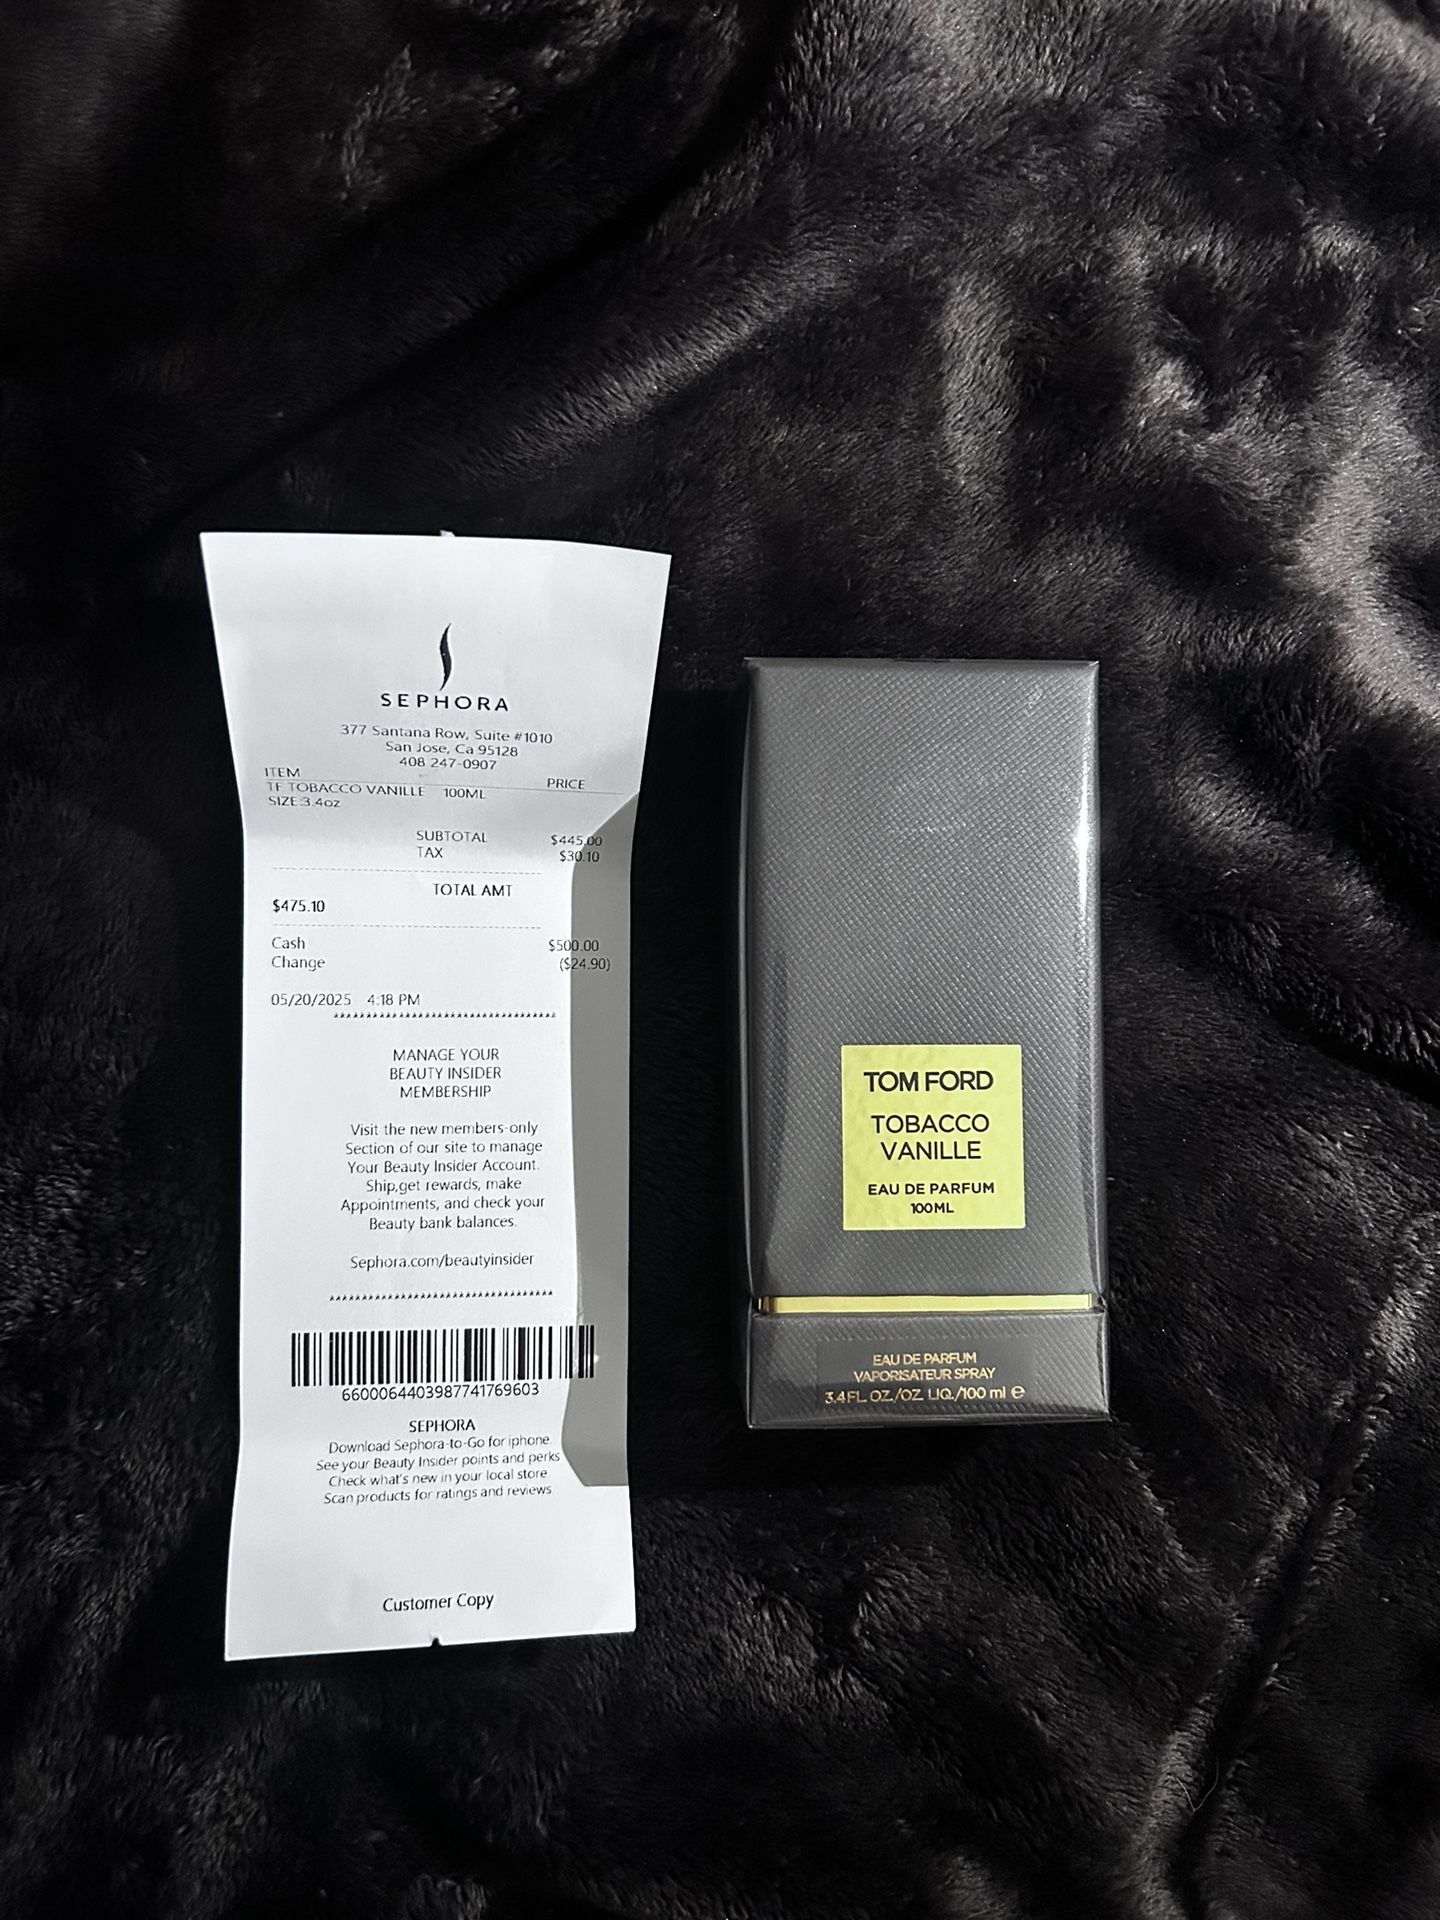 SEPHORA
377 Santana Row, Suite #1010
San Jose, Ca 95128
408 247-0907
ITEM PRICE
TF TOBACCO VANILLE 100ML
SIZE:3.4oz
SUBTOTAL $445.00
TAX $30.10
TOTAL AMT
$475.10
Cash $500.00
Change ($24.90)
05/20/2025 4:18 PM
**********************************
MANAGE YOUR
BEAUTY INSIDER
MEMBERSHIP
Visit the new members-only
Section of our site to manage
Your Beauty Insider Account.
Ship,get rewards, make
Appointments, and check your
Beauty bank balances.
Sephora.com/beautyinsider
**********************************
6600064403987741769603
SEPHORA
Download Sephora-to-Go for iphone.
See your Beauty Insider points and perks
Check what's new in your local store
Scan products for ratings and reviews.
Customer Copy
TOM FORD
TOBACCO
VANILLE
EAU DE PARFUM
100ML
EAU DE PARFUM
VAPORISATEUR SPRAY
3.4 FL. OZ./OZ. LIQ./100 ml ℮